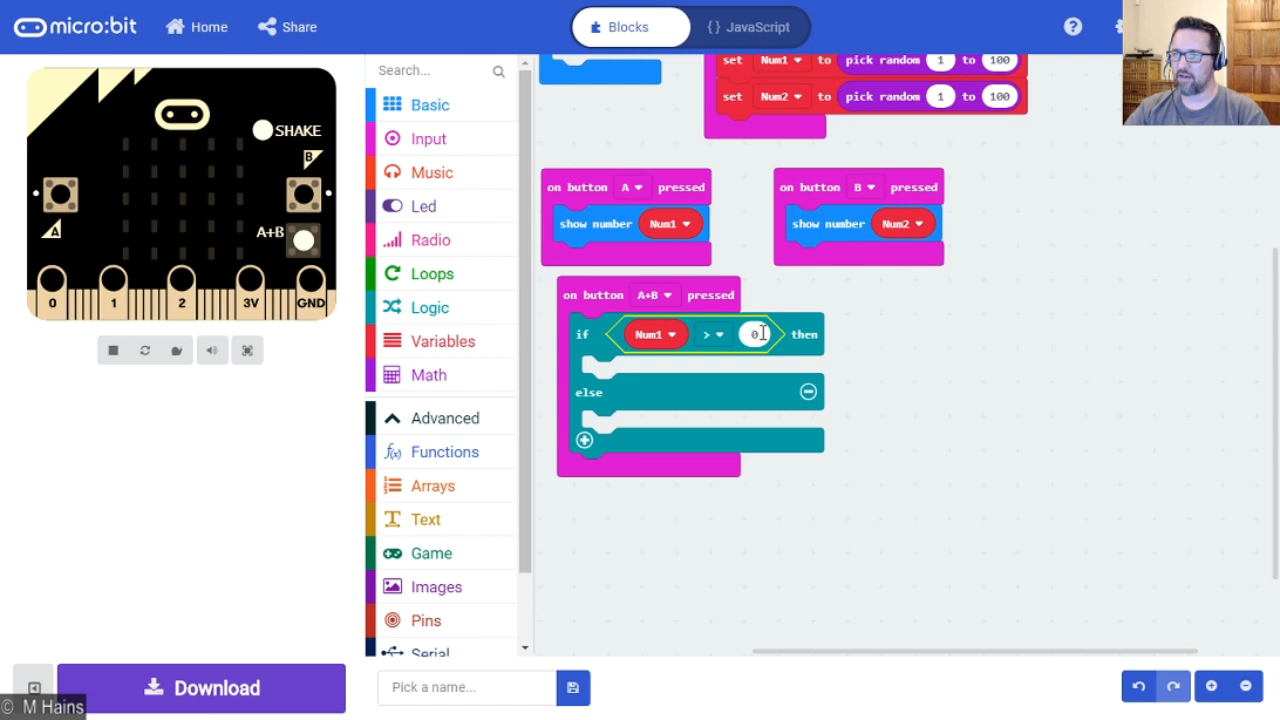 micro:bit
Home
Share
Blocks
{ } JavaScript
?
SHAKE
B
A
A+B
0
1
2
3V
GND
Search...
Basic
Input
Music
Led
Radio
Loops
Logic
Variables
Math
Advanced
Functions
Arrays
Text
Game
Images
Pins
Serial
set Num1 to pick random 1 to 100
set Num2 to pick random 1 to 100
on button A pressed
show number Num1
on button B pressed
show number Num2
on button A+B pressed
if Num1 > 0 then
else
Download
Pick a name...
© M Hains